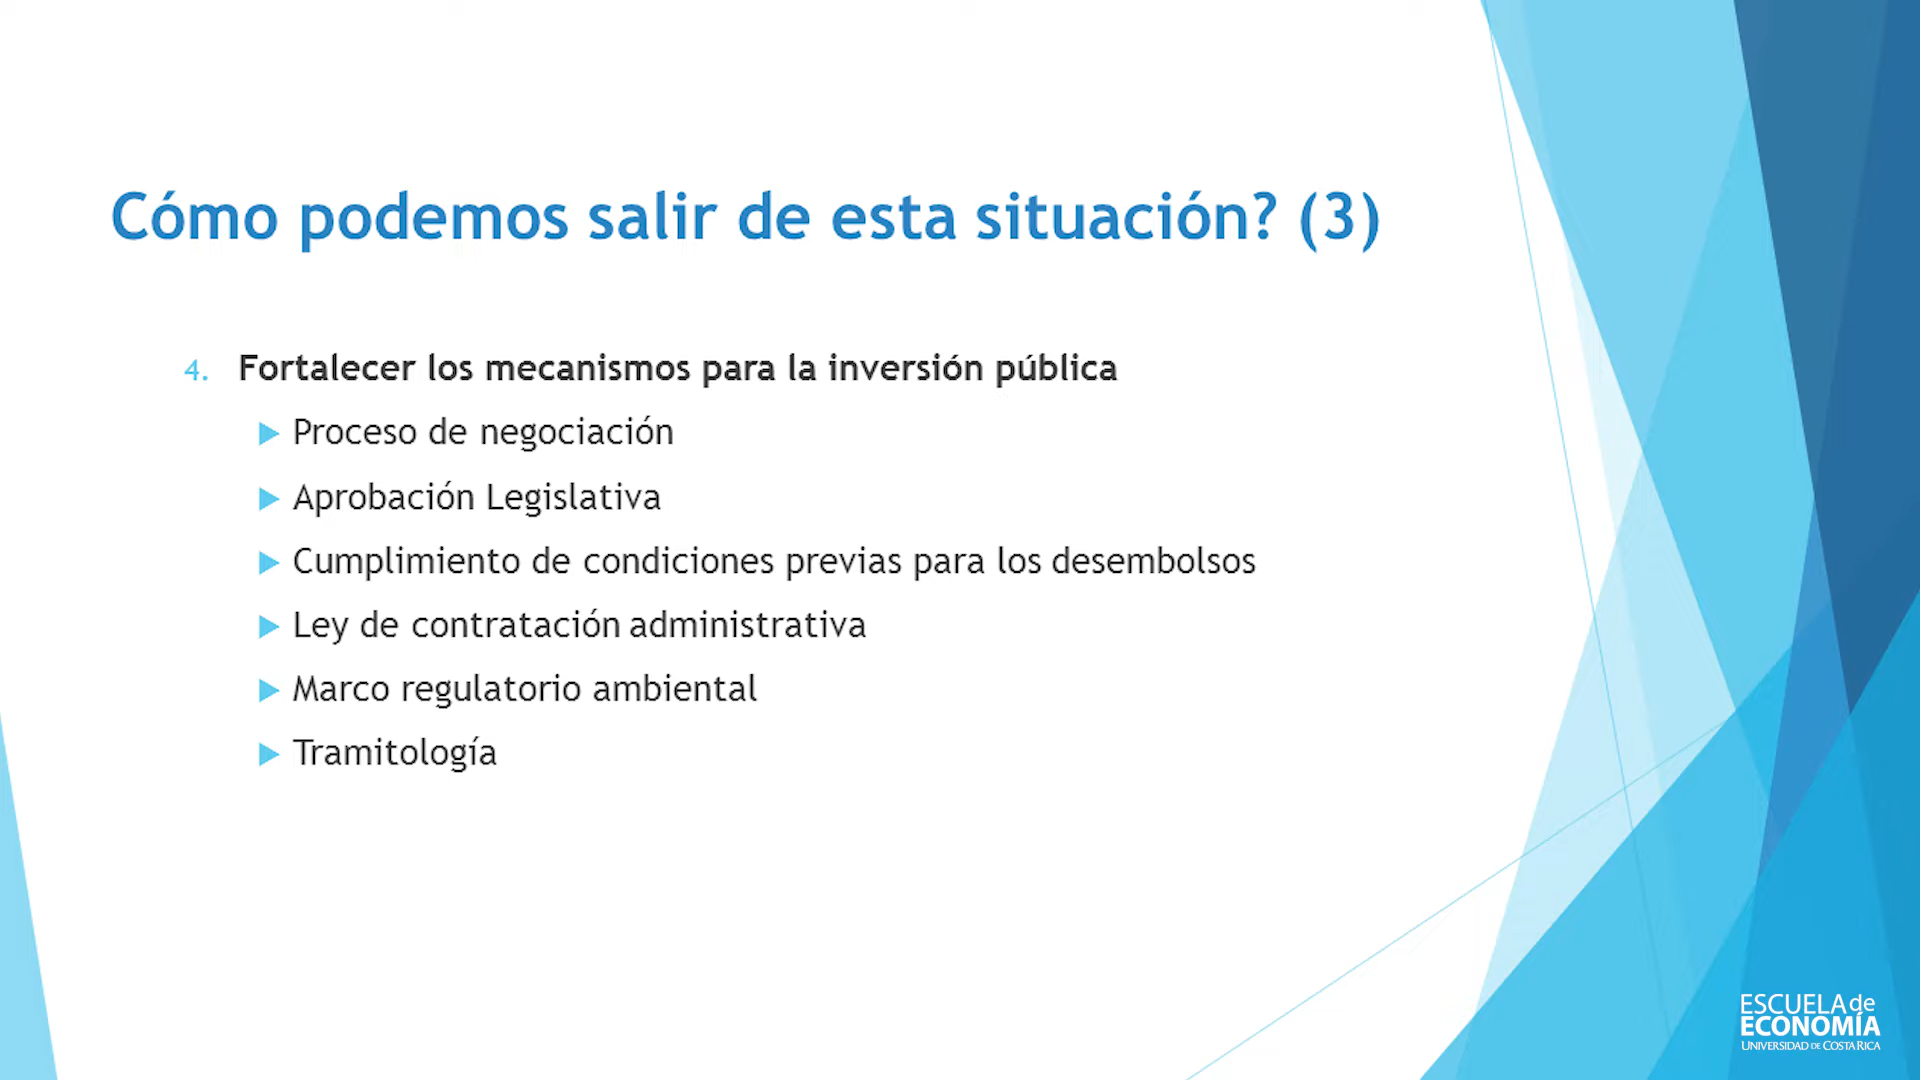 Cómo podemos salir de esta situación? (3)
4. Fortalecer los mecanismos para la inversión pública
Proceso de negociación
Aprobación Legislativa
Cumplimiento de condiciones previas para los desembolsos
Ley de contratación administrativa
Marco regulatorio ambiental
Tramitología
ESCUELA de
ECONOMÍA
UNIVERSIDAD DE COSTA RICA